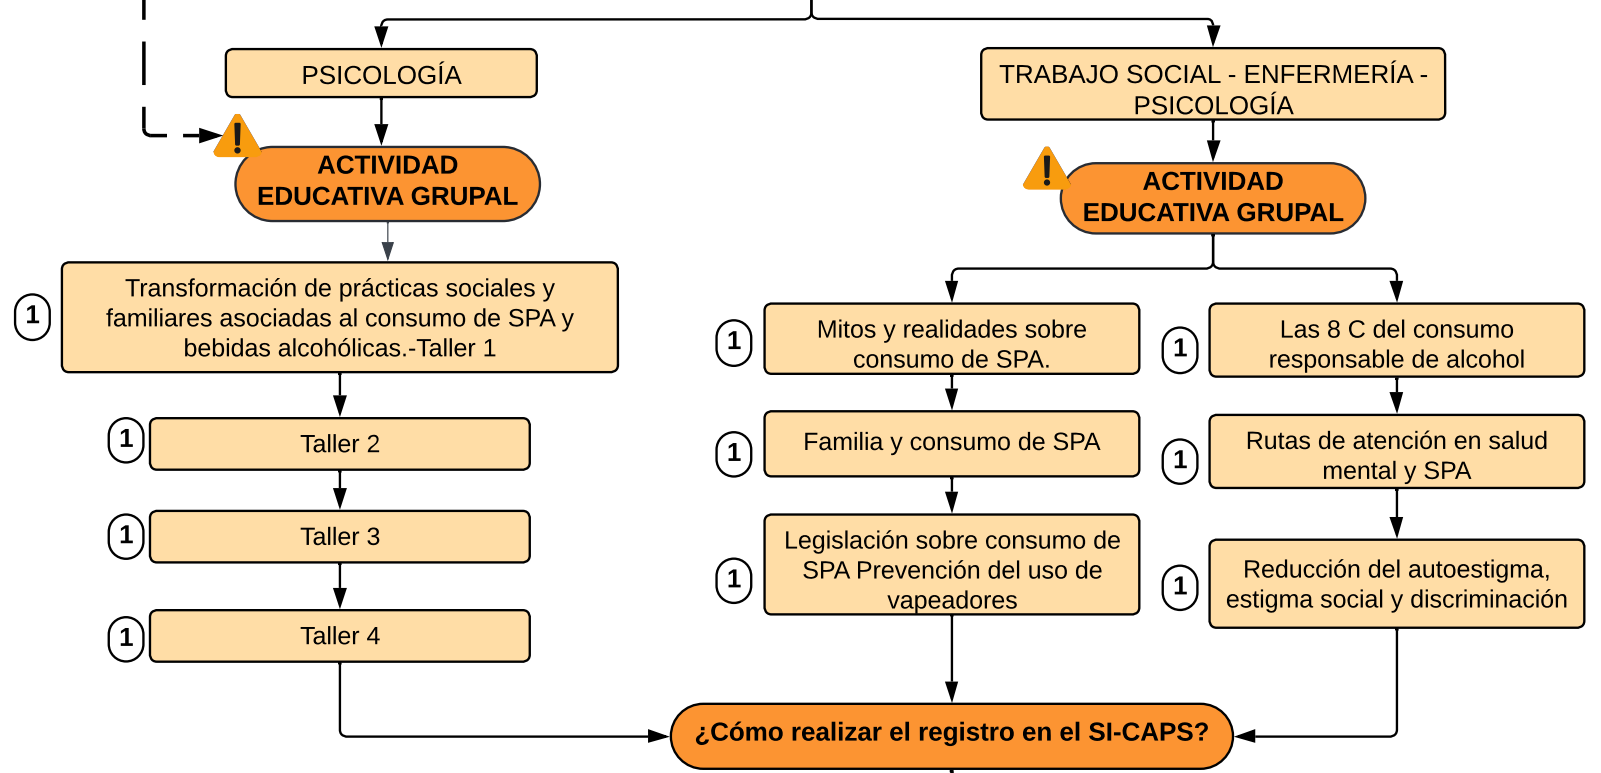 PSICOLOGÍA
TRABAJO SOCIAL - ENFERMERÍA -
PSICOLOGÍA
ACTIVIDAD
EDUCATIVA GRUPAL
ACTIVIDAD
EDUCATIVA GRUPAL
1
Transformación de prácticas sociales y
familiares asociadas al consumo de SPA y
bebidas alcohólicas.-Taller 1
1
Taller 2
1
Taller 3
1
Taller 4
1
Mitos y realidades sobre
consumo de SPA.
1
Familia y consumo de SPA
1
Legislación sobre consumo de
SPA Prevención del uso de
vapeadores
1
Las 8 C del consumo
responsable de alcohol
1
Rutas de atención en salud
mental y SPA
1
Reducción del autoestigma,
estigma social y discriminación
¿Cómo realizar el registro en el SI-CAPS?